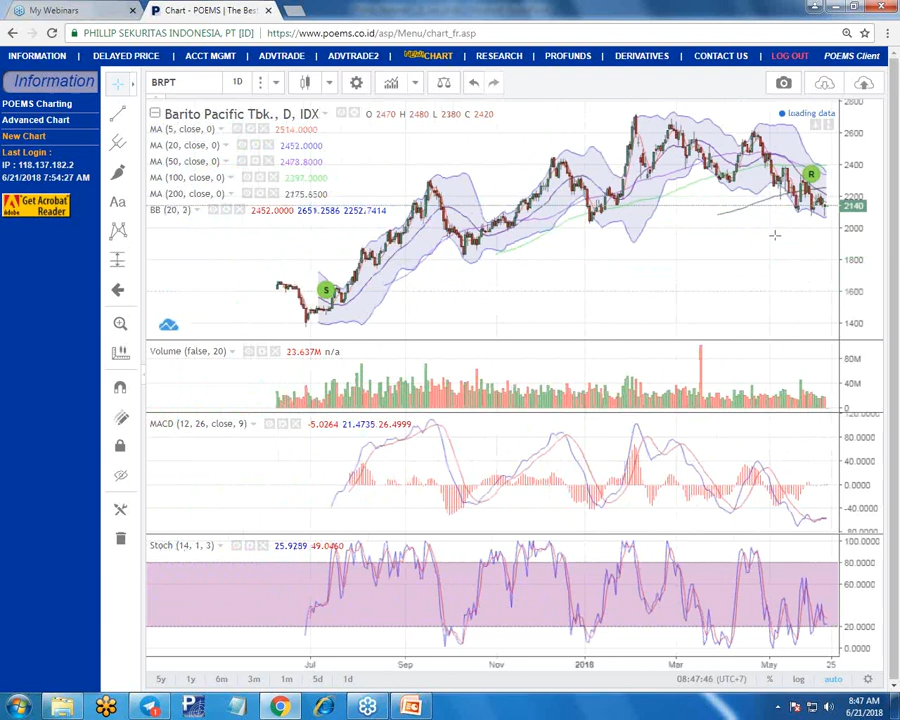 My Webinars
Chart - POEMS | The Bes
PHILLIP SEKURITAS INDONESIA. PT [ID]
https://www.poems.co.id/asp/Menu/chart_fr.asp
INFORMATION
DELAYED PRICE
ACCT MGMT
ADVTRADE
ADVTRADE2
CHART
RESEARCH
PROFUNDS
DERIVATIVES
CONTACT US
LOG OUT
POEMS Client
Information
POEMS Charting
Advanced Chart
New Chart
Last Login :
IP : 118.137.182.2
6/21/2018 7:54:27 AM
Get Acrobat
Reader
Adobe
BRPT
1D
Aa
Barito Pacific Tbk., D, IDX
O 2470 H 2480 L 2380 C 2420
loading data
MA (5, close, 0)
2514.0000
MA (20, close, 0)
2452.0000
MA (50, close, 0)
2478.8000
MA (100, close, 0)
2397.3000
MA (200, close, 0)
2775.6500
BB (20, 2)
2452.0000 2651.2586 2252.7414
S
R
2800
2600
2400
2200
2140
2000
1800
1600
1400
Volume (false, 20)
23.637M n/a
80M
40M
0
MACD (12, 26, close, 9)
-5.0264 21.4735 26.4999
80.0000
40.0000
0.0000
-40.0000
Stoch (14, 1, 3)
25.9289 49.0460
100.0000
80.0000
60.0000
40.0000
20.0000
0.0000
Jul
Sep
Nov
2018
Mar
May
25
5y
1y
6m
3m
1m
5d
1d
08:47:46 (UTC+7)
%
log
auto
8:47 AM
6/21/2018